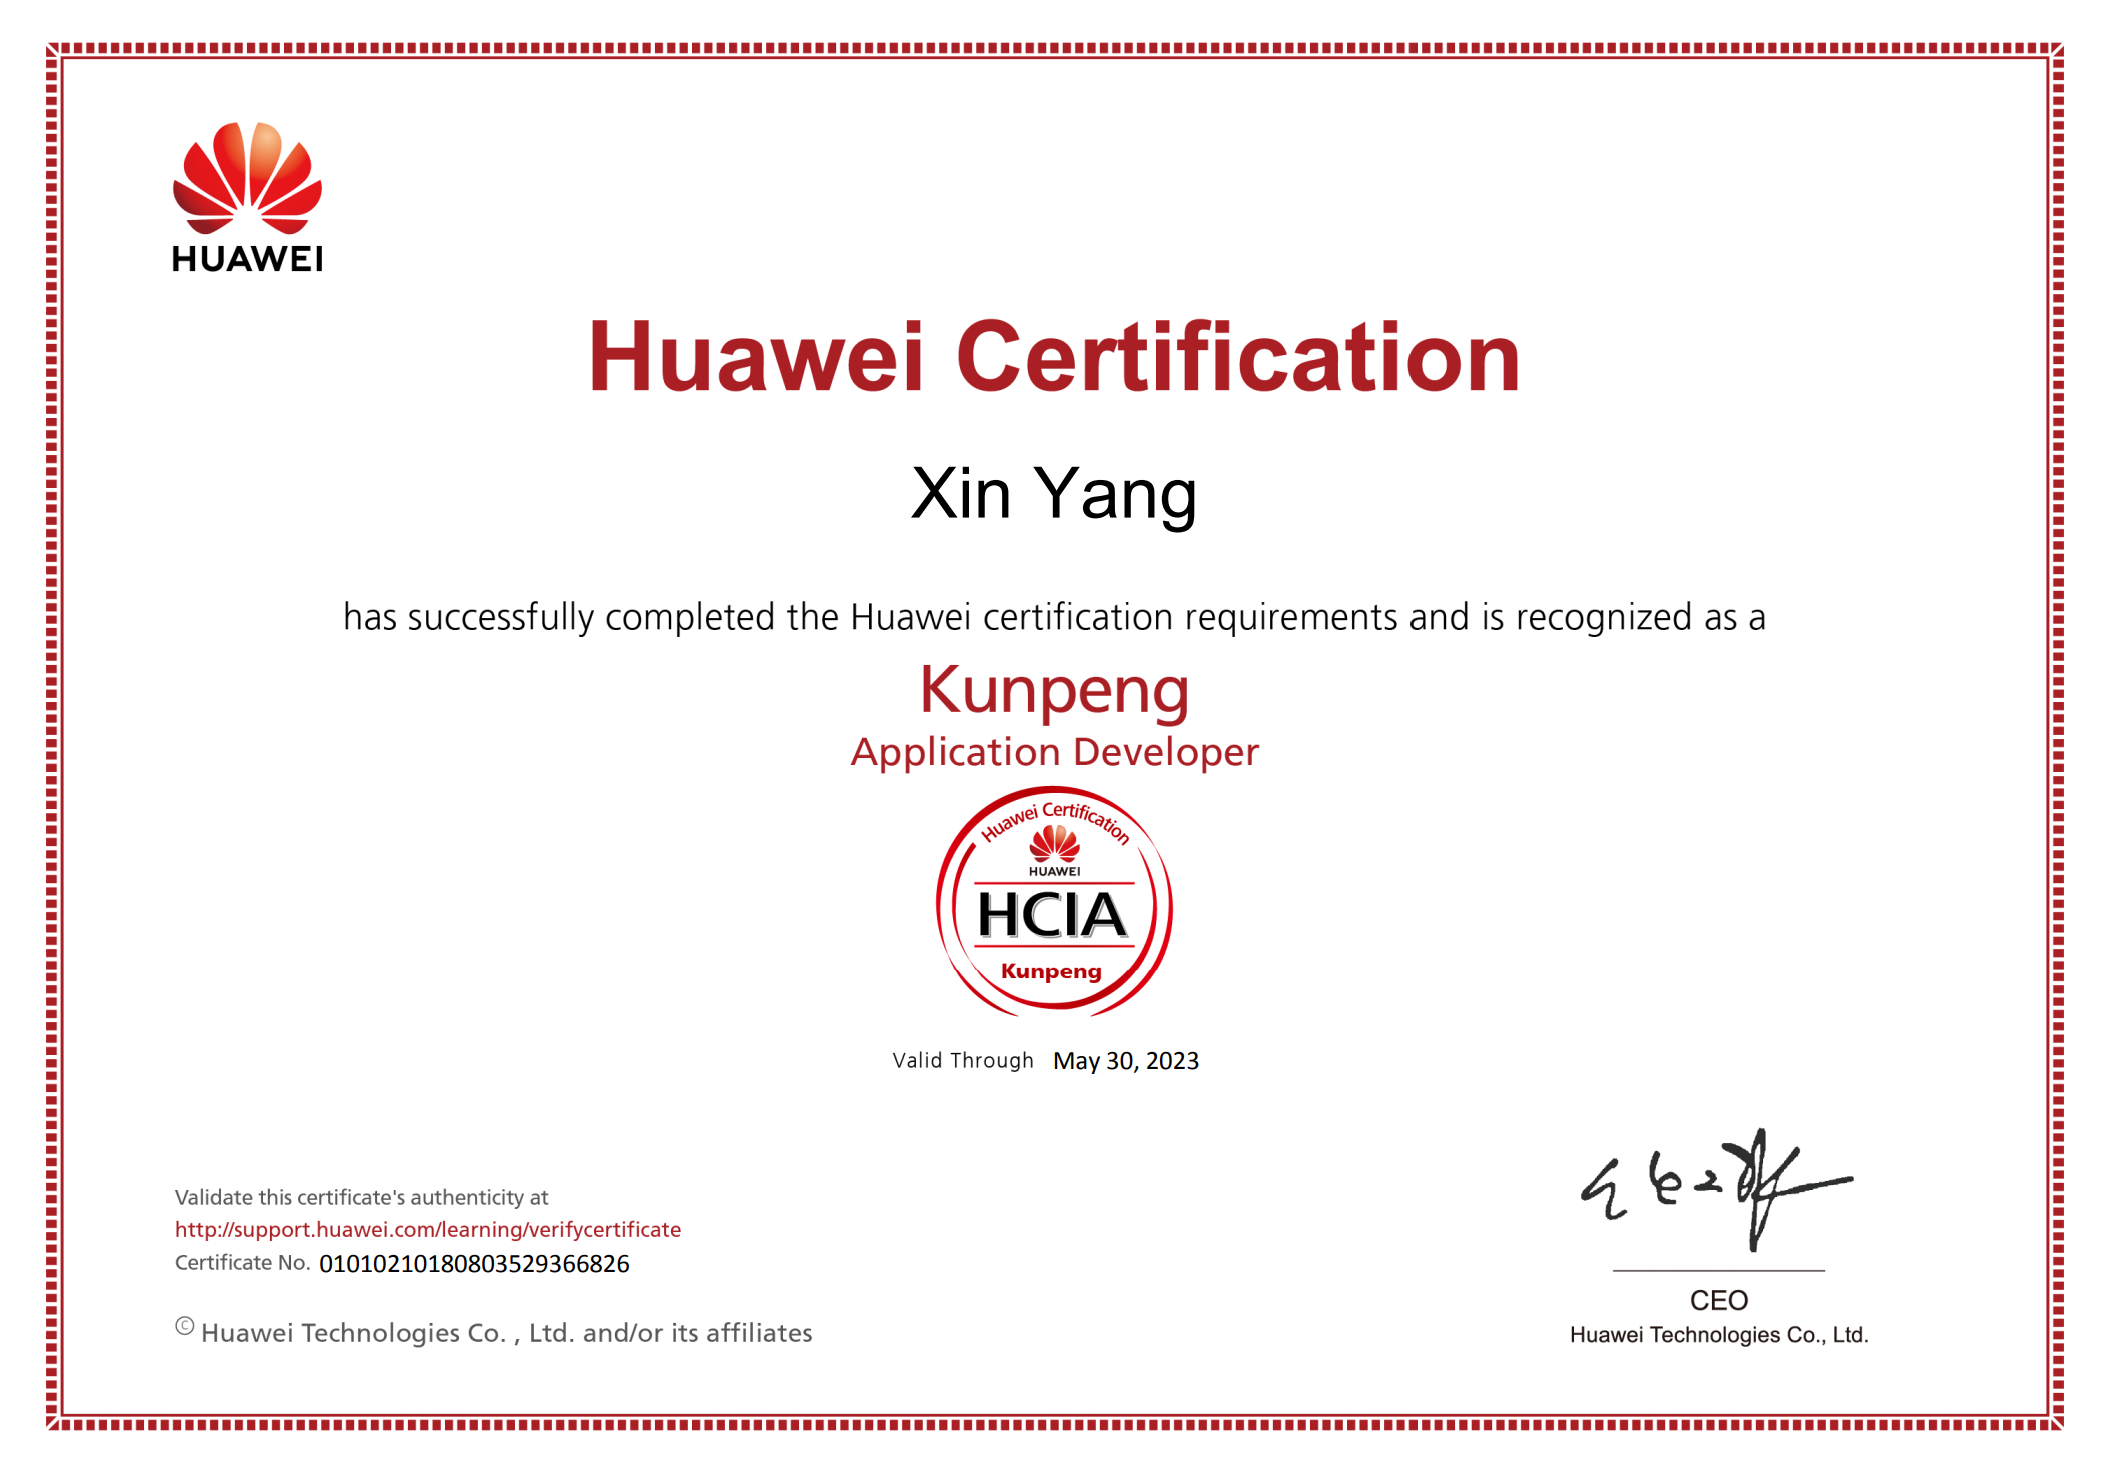 HUAWEI
Huawei Certification
Xin Yang
has successfully completed the Huawei certification requirements and is recognized as a
Kunpeng
Application Developer
Huawei Certification
HUAWEI
HCIA
Kunpeng
Valid Through May 30, 2023
Validate this certificate's authenticity at
http://support.huawei.com/learning/verifycertificate
Certificate No. 01010210180803529366826
© Huawei Technologies Co. , Ltd. and/or its affiliates
CEO
Huawei Technologies Co., Ltd.